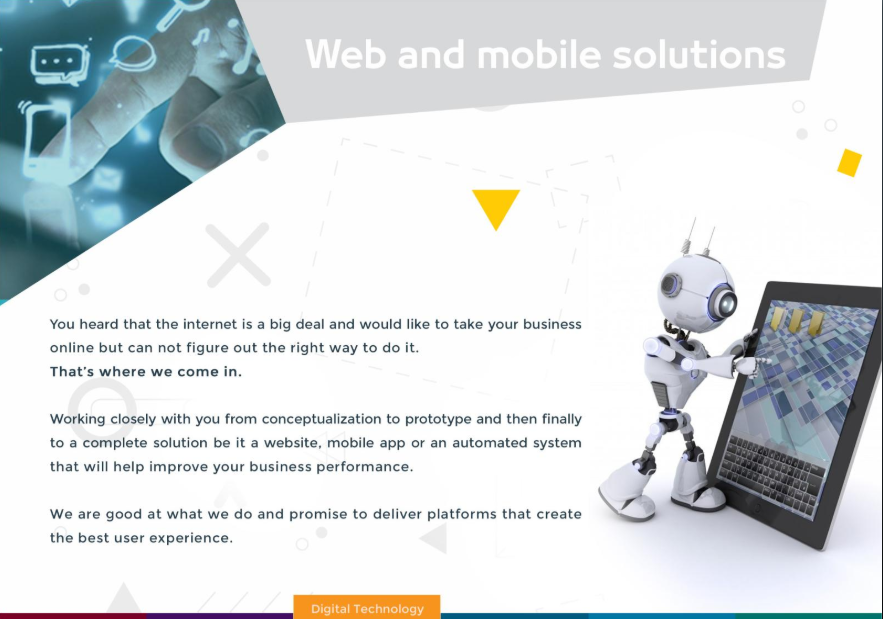 Web and mobile solutions
You heard that the internet is a big deal and would like to take your business
online but can not figure out the right way to do it.
That's where we come in.
Working closely with you from conceptualization to prototype and then finally
to a complete solution be it a website, mobile app or an automated system
that will help improve your business performance.
We are good at what we do and promise to deliver platforms that create
the best user experience.
Digital Technology